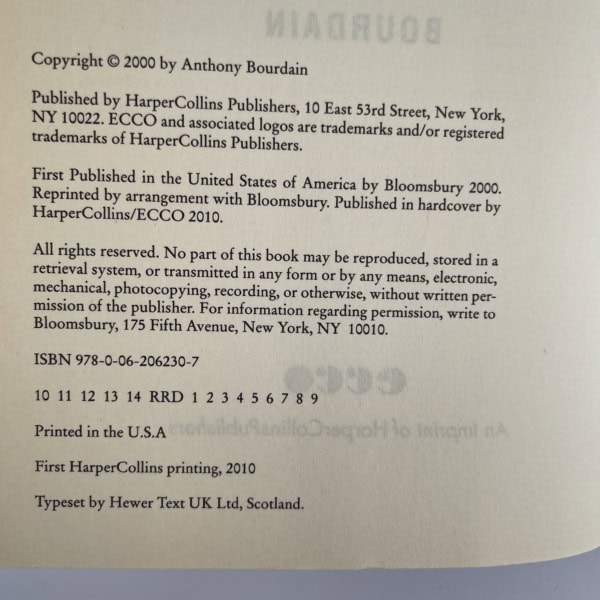 BOURDAIN
Copyright © 2000 by Anthony Bourdain
Published by HarperCollins Publishers, 10 East 53rd Street, New York,
NY 10022. ECCO and associated logos are trademarks and/or registered
trademarks of HarperCollins Publishers.
First Published in the United States of America by Bloomsbury 2000.
Reprinted by arrangement with Bloomsbury. Published in hardcover by
HarperCollins/ECCO 2010.
All rights reserved. No part of this book may be reproduced, stored in a
retrieval system, or transmitted in any form or by any means, electronic,
mechanical, photocopying, recording, or otherwise, without written per-
mission of the publisher. For information regarding permission, write to
Bloomsbury, 175 Fifth Avenue, New York, NY 10010.
ISBN 978-0-06-206230-7
ecco
10 11 12 13 14 RRD 1 2 3 4 5 6 7 8 9
An Imprint of HarperCollinsPublishers
Printed in the U.S.A
First HarperCollins printing, 2010
Typeset by Hewer Text UK Ltd, Scotland.